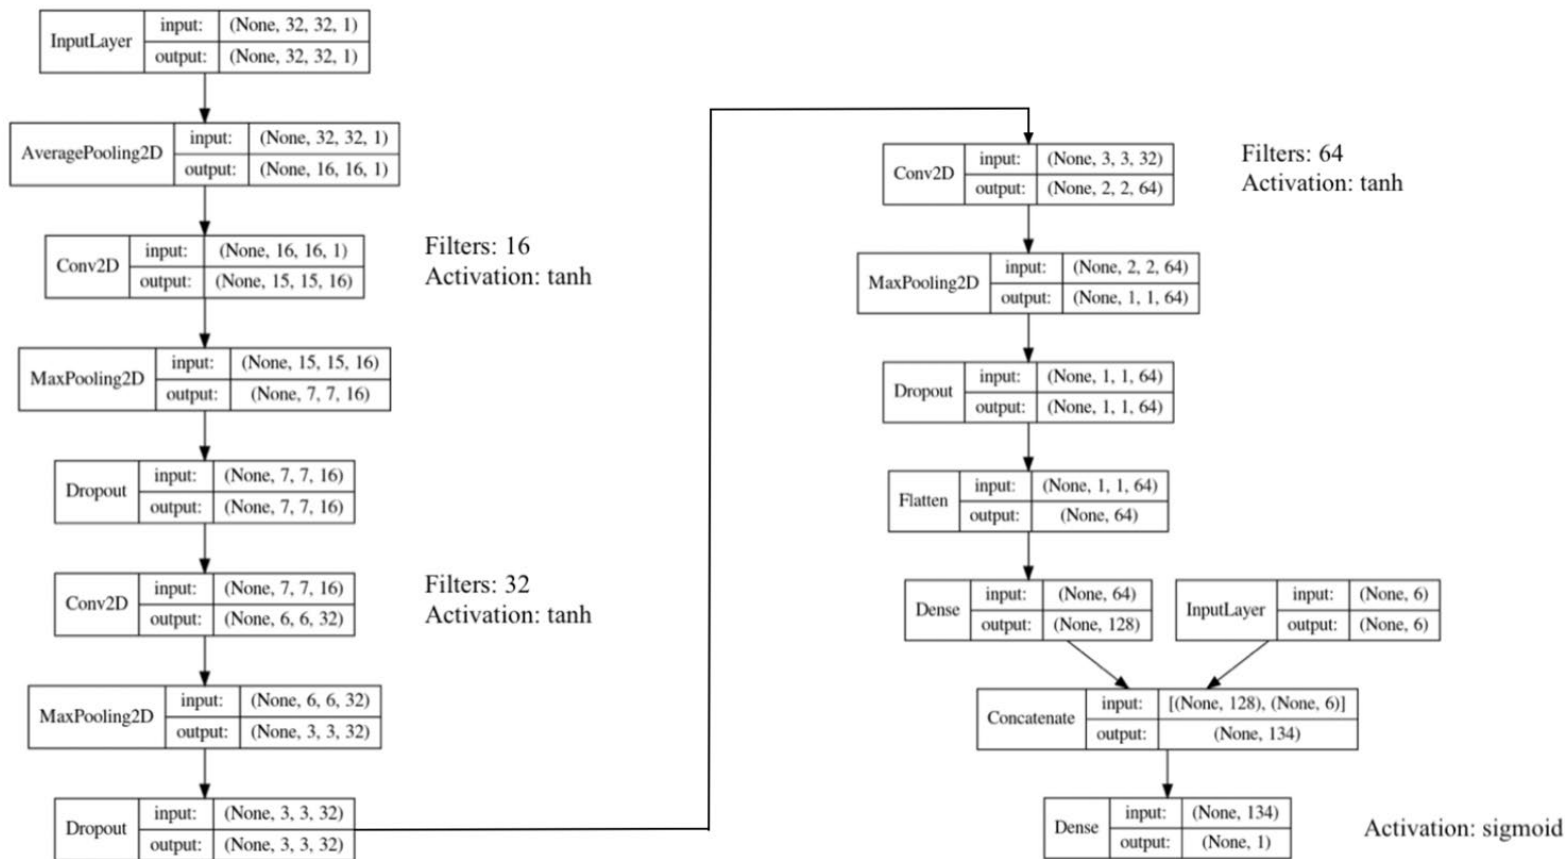 InputLayer
input: (None, 32, 32, 1)
output: (None, 32, 32, 1)
AveragePooling2D
input: (None, 32, 32, 1)
output: (None, 16, 16, 1)
Conv2D
input: (None, 16, 16, 1)
output: (None, 15, 15, 16)
Filters: 16
Activation: tanh
MaxPooling2D
input: (None, 15, 15, 16)
output: (None, 7, 7, 16)
Dropout
input: (None, 7, 7, 16)
output: (None, 7, 7, 16)
Conv2D
input: (None, 7, 7, 16)
output: (None, 6, 6, 32)
Filters: 32
Activation: tanh
MaxPooling2D
input: (None, 6, 6, 32)
output: (None, 3, 3, 32)
Dropout
input: (None, 3, 3, 32)
output: (None, 3, 3, 32)
Conv2D
input: (None, 3, 3, 32)
output: (None, 2, 2, 64)
Filters: 64
Activation: tanh
MaxPooling2D
input: (None, 2, 2, 64)
output: (None, 1, 1, 64)
Dropout
input: (None, 1, 1, 64)
output: (None, 1, 1, 64)
Flatten
input: (None, 1, 1, 64)
output: (None, 64)
Dense
input: (None, 64)
output: (None, 128)
InputLayer
input: (None, 6)
output: (None, 6)
Concatenate
input: [(None, 128), (None, 6)]
output: (None, 134)
Dense
input: (None, 134)
output: (None, 1)
Activation: sigmoid